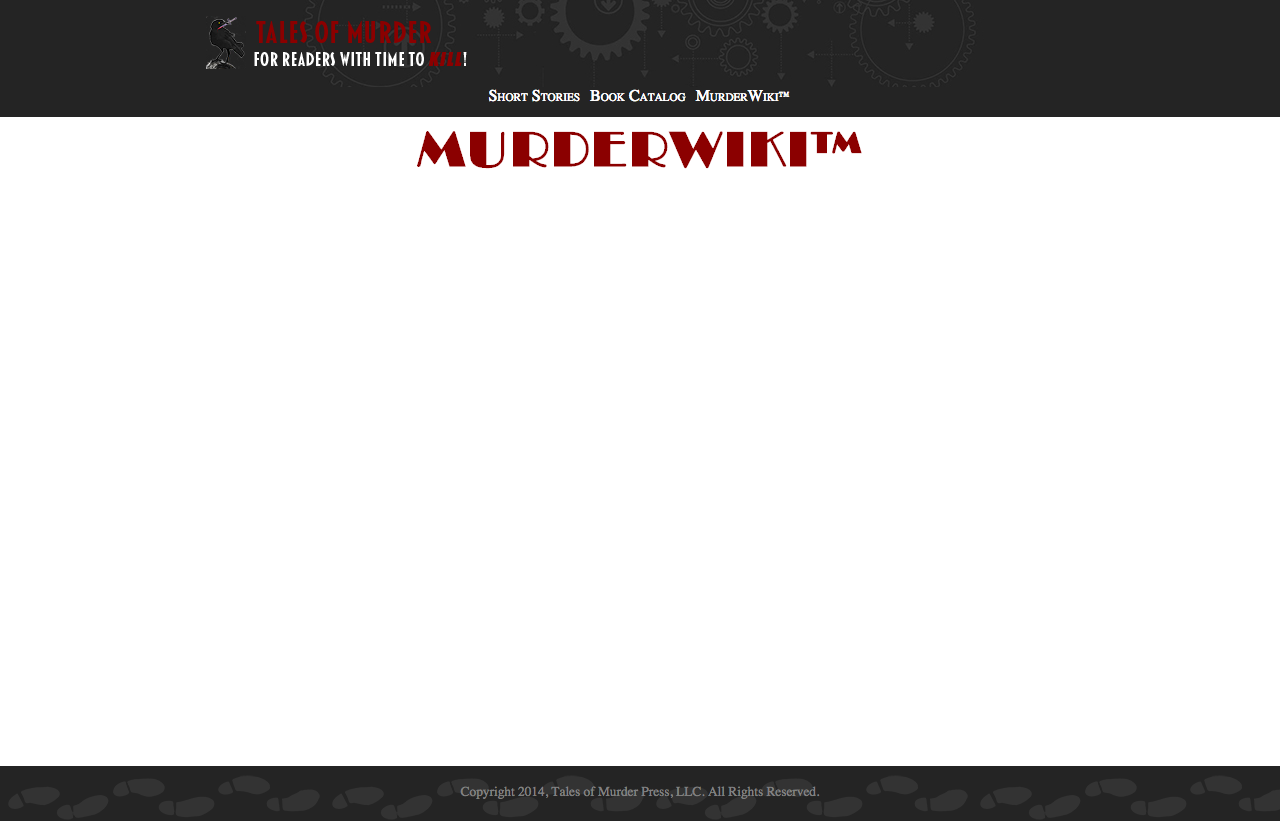 TALES OF MURDER
FOR READERS WITH TIME TO KILL!
Short Stories Book Catalog MurderWiki™
MURDERWIKI™
Copyright 2014, Tales of Murder Press, LLC. All Rights Reserved.